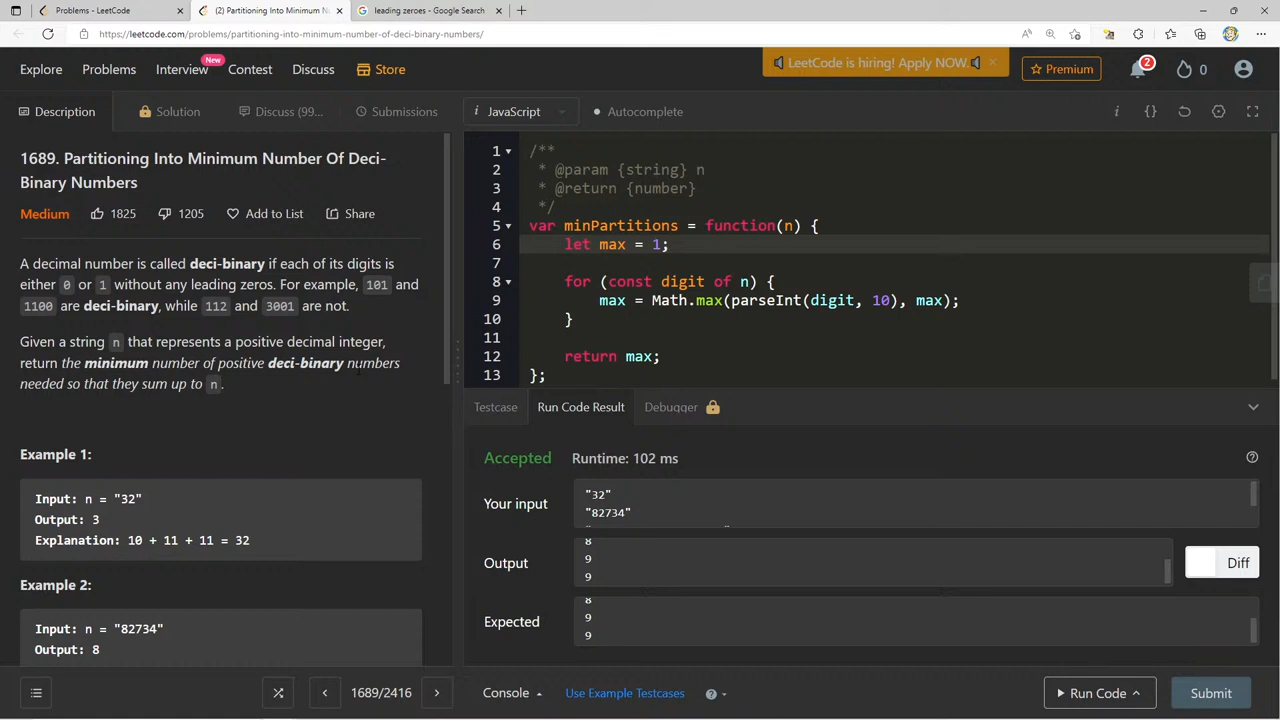 Problems - LeetCode
(2) Partitioning Into Minimum N
leading zeroes - Google Search
https://leetcode.com/problems/partitioning-into-minimum-number-of-deci-binary-numbers/
Explore
Problems
Interview
New
Contest
Discuss
Store
LeetCode is hiring! Apply NOW.
Premium
2
0
Description
Solution
Discuss (99...
Submissions
i JavaScript
Autocomplete
1689. Partitioning Into Minimum Number Of Deci-
Binary Numbers
Medium
1825
1205
Add to List
Share
A decimal number is called deci-binary if each of its digits is
either 0 or 1 without any leading zeros. For example, 101 and
1100 are deci-binary, while 112 and 3001 are not.
Given a string n that represents a positive decimal integer,
return the minimum number of positive deci-binary numbers
needed so that they sum up to n.
Example 1:
Input: n = "32"
Output: 3
Explanation: 10 + 11 + 11 = 32
Example 2:
Input: n = "82734"
Output: 8
1 /**
2 * @param {string} n
3 * @return {number}
4 */
5 var minPartitions = function(n) {
6 let max = 1;
7
8 for (const digit of n) {
9 max = Math.max(parseInt(digit, 10), max);
10 }
11
12 return max;
13 };
Testcase
Run Code Result
Debugger
Accepted
Runtime: 102 ms
Your input
"32"
"82734"
Output
8
9
9
Diff
Expected
8
9
9
1689/2416
Console
Use Example Testcases
Run Code
Submit